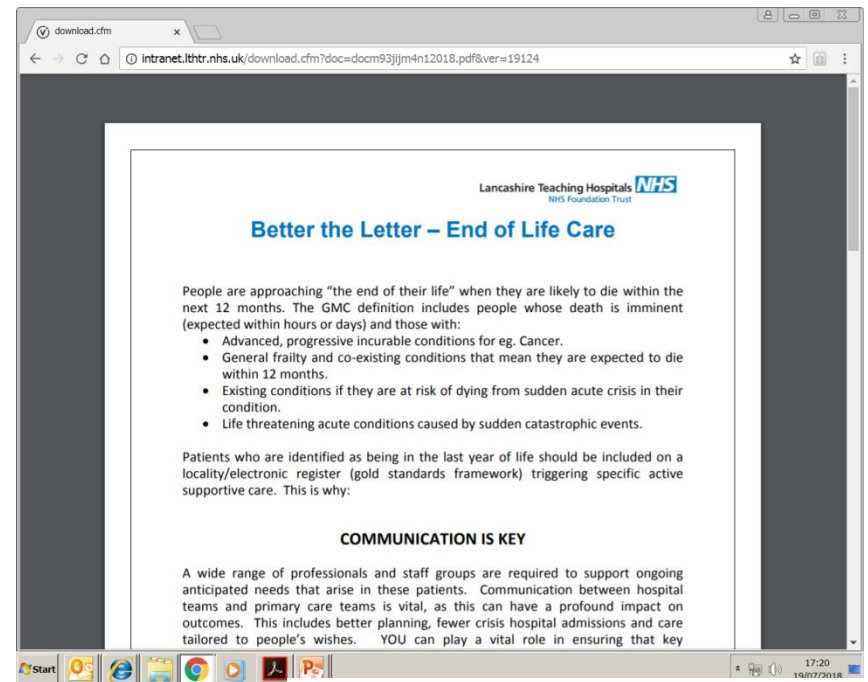 download.cfm
intranet.lthtr.nhs.uk/download.cfm?doc=docm93jijm4n12018.pdf&ver=19124
Lancashire Teaching Hospitals NHS
NHS Foundation Trust
Better the Letter – End of Life Care
People are approaching “the end of their life” when they are likely to die within the
next 12 months. The GMC definition includes people whose death is imminent
(expected within hours or days) and those with:
• Advanced, progressive incurable conditions for eg. Cancer.
• General frailty and co-existing conditions that mean they are expected to die
within 12 months.
• Existing conditions if they are at risk of dying from sudden acute crisis in their
condition.
• Life threatening acute conditions caused by sudden catastrophic events.
Patients who are identified as being in the last year of life should be included on a
locality/electronic register (gold standards framework) triggering specific active
supportive care. This is why:
COMMUNICATION IS KEY
A wide range of professionals and staff groups are required to support ongoing
anticipated needs that arise in these patients. Communication between hospital
teams and primary care teams is vital, as this can have a profound impact on
outcomes. This includes better planning, fewer crisis hospital admissions and care
tailored to people’s wishes. YOU can play a vital role in ensuring that key
Start
17:20
19/07/2018